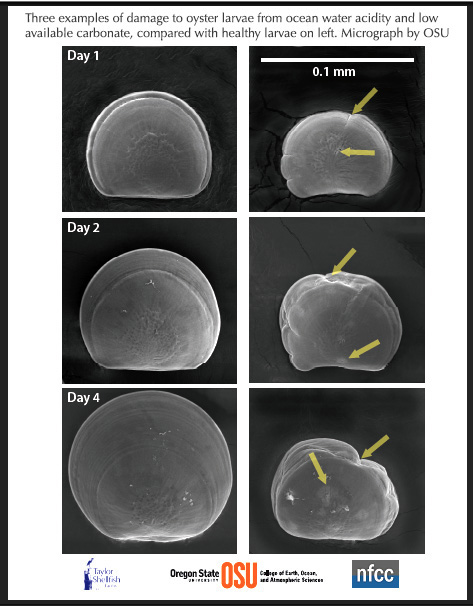 Three examples of damage to oyster larvae from ocean water acidity and low
available carbonate, compared with healthy larvae on left. Micrograph by OSU
Day 1
0.1 mm
Day 2
Day 4
Taylor
Shellfish
Oregon State
UNIVERSITY
OSU
College of Earth, Ocean,
and Atmospheric Sciences
nfcc